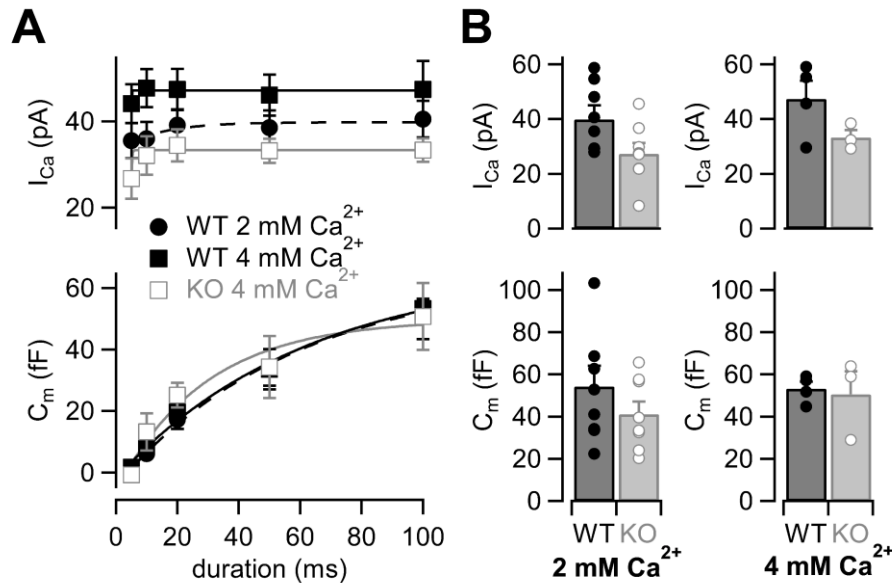 A
I_Ca (pA)
40
20
WT 2 mM Ca²⁺
WT 4 mM Ca²⁺
KO 4 mM Ca²⁺
C_m (fF)
60
40
20
0
0 20 40 60 80 100
duration (ms)
B
I_Ca (pA)
60
40
20
0
I_Ca (pA)
60
40
20
0
C_m (fF)
100
80
60
40
20
0
WT KO
2 mM Ca²⁺
C_m (fF)
100
80
60
40
20
0
WT KO
4 mM Ca²⁺